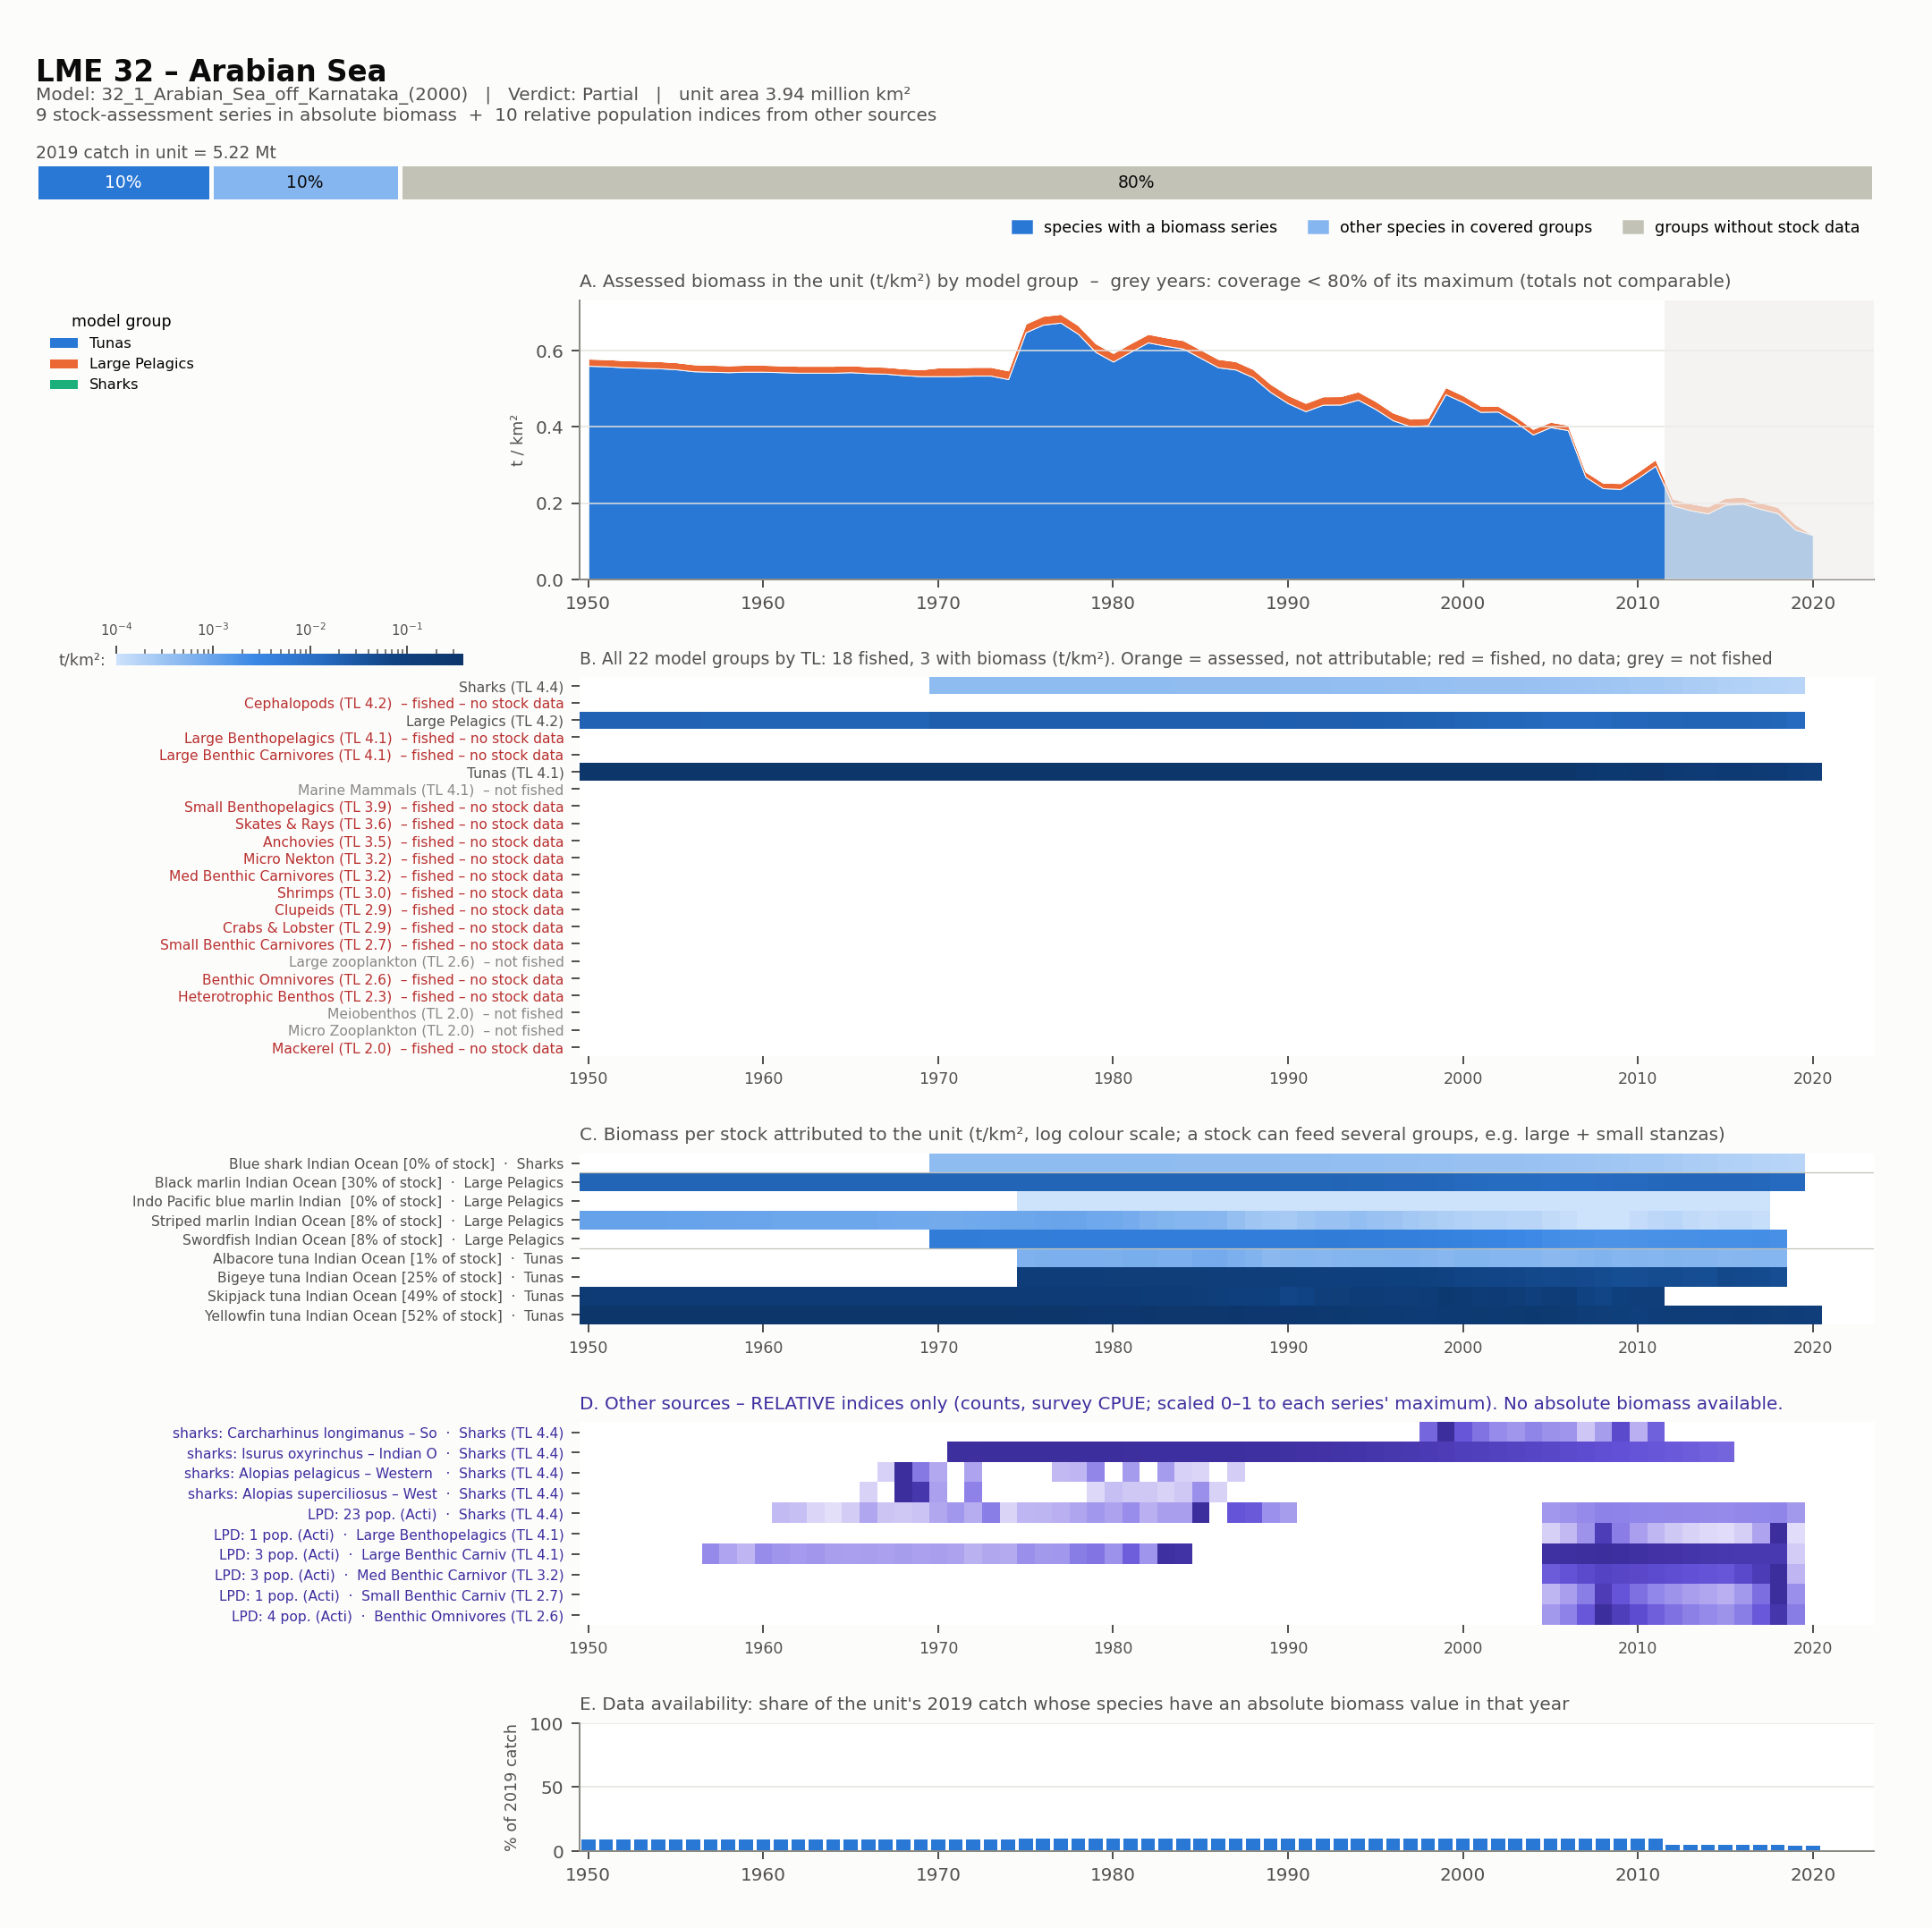 LME 32 – Arabian Sea
Model: 32_1_Arabian_Sea_off_Karnataka_(2000)   |   Verdict: Partial   |   unit area 3.94 million km²
9 stock-assessment series in absolute biomass  +  10 relative population indices from other sources
2019 catch in unit = 5.22 Mt
10%
10%
80%
species with a biomass series
other species in covered groups
groups without stock data
A. Assessed biomass in the unit (t/km²) by model group  –  grey years: coverage < 80% of its maximum (totals not comparable)
model group
Tunas
Large Pelagics
Sharks
t / km²
0.6
0.4
0.2
0.0
1950 1960 1970 1980 1990 2000 2010 2020
10⁻⁴ 10⁻³ 10⁻² 10⁻¹
t/km²:
B. All 22 model groups by TL: 18 fished, 3 with biomass (t/km²). Orange = assessed, not attributable; red = fished, no data; grey = not fished
Sharks (TL 4.4)
Cephalopods (TL 4.2)  – fished – no stock data
Large Pelagics (TL 4.2)
Large Benthopelagics (TL 4.1)  – fished – no stock data
Large Benthic Carnivores (TL 4.1)  – fished – no stock data
Tunas (TL 4.1)
Marine Mammals (TL 4.1)  – not fished
Small Benthopelagics (TL 3.9)  – fished – no stock data
Skates & Rays (TL 3.6)  – fished – no stock data
Anchovies (TL 3.5)  – fished – no stock data
Micro Nekton (TL 3.2)  – fished – no stock data
Med Benthic Carnivores (TL 3.2)  – fished – no stock data
Shrimps (TL 3.0)  – fished – no stock data
Clupeids (TL 2.9)  – fished – no stock data
Crabs & Lobster (TL 2.9)  – fished – no stock data
Small Benthic Carnivores (TL 2.7)  – fished – no stock data
Large zooplankton (TL 2.6)  – not fished
Benthic Omnivores (TL 2.6)  – fished – no stock data
Heterotrophic Benthos (TL 2.3)  – fished – no stock data
Meiobenthos (TL 2.0)  – not fished
Micro Zooplankton (TL 2.0)  – not fished
Mackerel (TL 2.0)  – fished – no stock data
1950 1960 1970 1980 1990 2000 2010 2020
C. Biomass per stock attributed to the unit (t/km², log colour scale; a stock can feed several groups, e.g. large + small stanzas)
Blue shark Indian Ocean [0% of stock]  ·  Sharks
Black marlin Indian Ocean [30% of stock]  ·  Large Pelagics
Indo Pacific blue marlin Indian  [0% of stock]  ·  Large Pelagics
Striped marlin Indian Ocean [8% of stock]  ·  Large Pelagics
Swordfish Indian Ocean [8% of stock]  ·  Large Pelagics
Albacore tuna Indian Ocean [1% of stock]  ·  Tunas
Bigeye tuna Indian Ocean [25% of stock]  ·  Tunas
Skipjack tuna Indian Ocean [49% of stock]  ·  Tunas
Yellowfin tuna Indian Ocean [52% of stock]  ·  Tunas
1950 1960 1970 1980 1990 2000 2010 2020
D. Other sources – RELATIVE indices only (counts, survey CPUE; scaled 0–1 to each series' maximum). No absolute biomass available.
sharks: Carcharhinus longimanus – So  ·  Sharks (TL 4.4)
sharks: Isurus oxyrinchus – Indian O  ·  Sharks (TL 4.4)
sharks: Alopias pelagicus – Western   ·  Sharks (TL 4.4)
sharks: Alopias superciliosus – West  ·  Sharks (TL 4.4)
LPD: 23 pop. (Acti)  ·  Sharks (TL 4.4)
LPD: 1 pop. (Acti)  ·  Large Benthopelagics (TL 4.1)
LPD: 3 pop. (Acti)  ·  Large Benthic Carniv (TL 4.1)
LPD: 3 pop. (Acti)  ·  Med Benthic Carnivor (TL 3.2)
LPD: 1 pop. (Acti)  ·  Small Benthic Carniv (TL 2.7)
LPD: 4 pop. (Acti)  ·  Benthic Omnivores (TL 2.6)
1950 1960 1970 1980 1990 2000 2010 2020
E. Data availability: share of the unit's 2019 catch whose species have an absolute biomass value in that year
% of 2019 catch
100
50
0
1950 1960 1970 1980 1990 2000 2010 2020